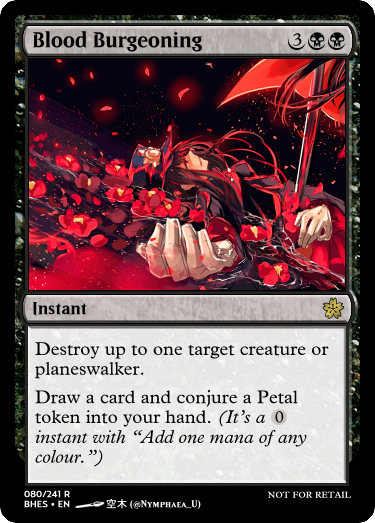 Blood Burgeoning 3
Instant
Destroy up to one target creature or
planeswalker.
Draw a card and conjure a Petal
token into your hand. (It's a 0
instant with “Add one mana of any
colour.”)
080/241 R
BHES • EN 空木 (@Nymphaea_U)
NOT FOR RETAIL